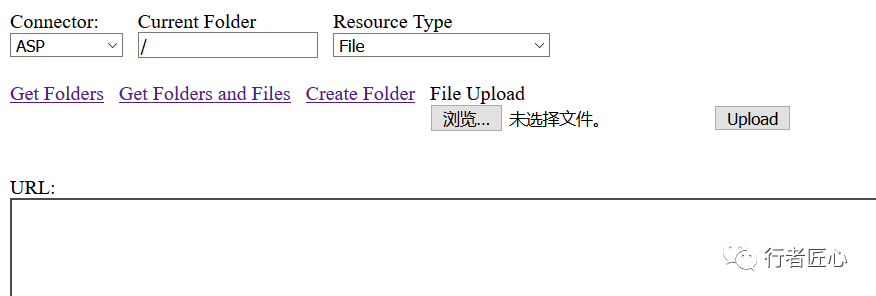 Connector: Current Folder Resource Type
ASP / File
Get Folders Get Folders and Files Create Folder File Upload
浏览... 未选择文件。 Upload
URL:
行者匠心